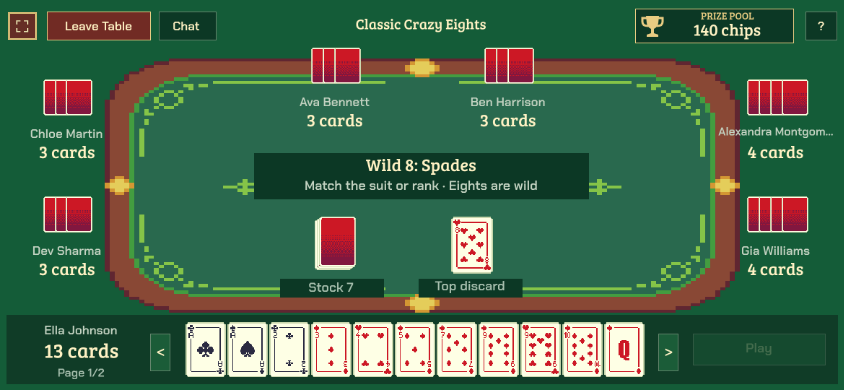 Leave Table
Chat
Classic Crazy Eights
PRIZE POOL
140 chips
?
Ava Bennett
3 cards
Ben Harrison
3 cards
Chloe Martin
3 cards
Alexandra Montgom...
4 cards
Wild 8: Spades
Match the suit or rank · Eights are wild
Dev Sharma
3 cards
Gia Williams
4 cards
Stock 7
Top discard
Ella Johnson
13 cards
Page 1/2
<
Q
>
Play